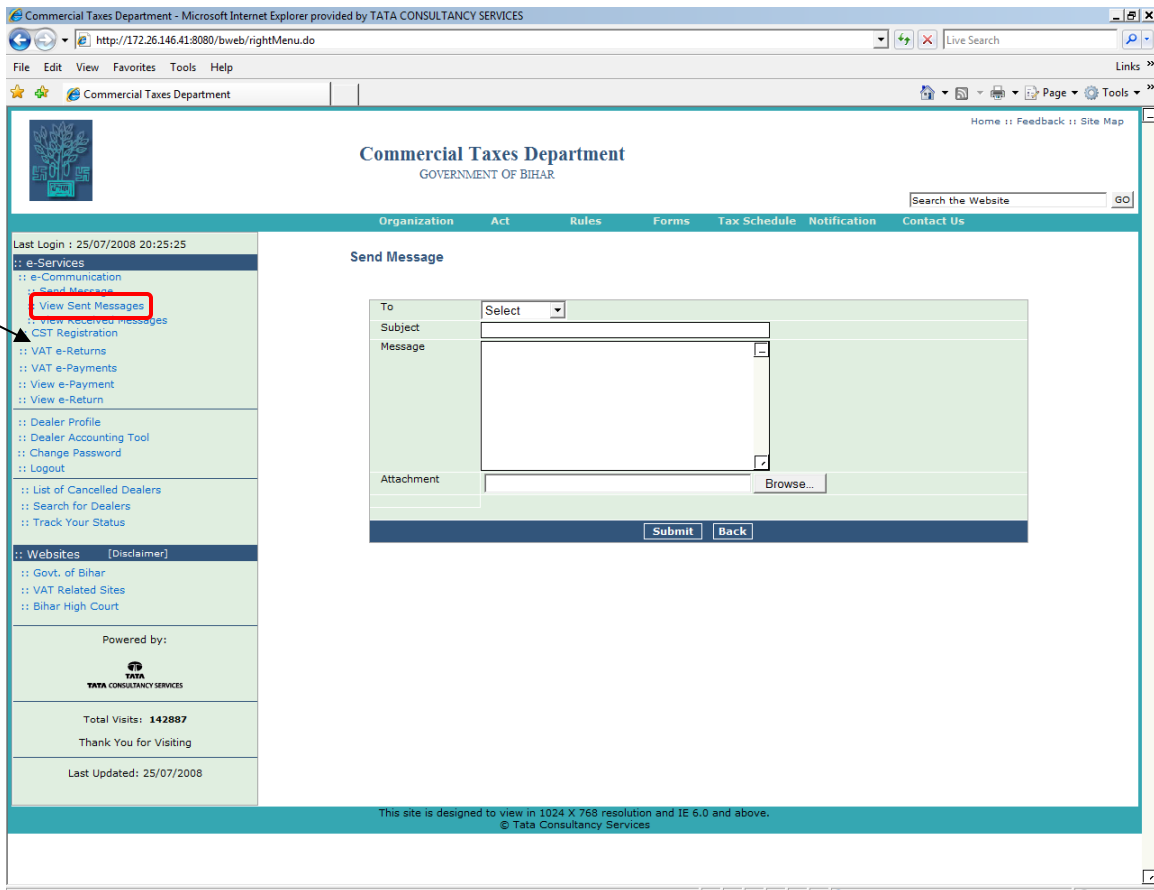 Commercial Taxes Department - Microsoft Internet Explorer provided by TATA CONSULTANCY SERVICES
http://172.26.146.41:8080/bweb/rightMenu.do
Live Search
File Edit View Favorites Tools Help
Links »
Commercial Taxes Department
Page Tools »
Home :: Feedback :: Site Map
Commercial Taxes Department
GOVERNMENT OF BIHAR
Search the Website GO
Organization Act Rules Forms Tax Schedule Notification Contact Us
Last Login : 25/07/2008 20:25:25
:: e-Services
:: e-Communication
:: Send Message
: View Sent Messages
:: View Received Messages
: CST Registration
:: VAT e-Returns
:: VAT e-Payments
:: View e-Payment
:: View e-Return
:: Dealer Profile
:: Dealer Accounting Tool
:: Change Password
:: Logout
:: List of Cancelled Dealers
:: Search for Dealers
:: Track Your Status
:: Websites [Disclaimer]
:: Govt. of Bihar
:: VAT Related Sites
:: Bihar High Court
Powered by:
TATA
TATA CONSULTANCY SERVICES
Total Visits: 142887
Thank You for Visiting
Last Updated: 25/07/2008
Send Message
To Select
Subject
Message
Attachment Browse...
Submit Back
This site is designed to view in 1024 X 768 resolution and IE 6.0 and above.
© Tata Consultancy Services